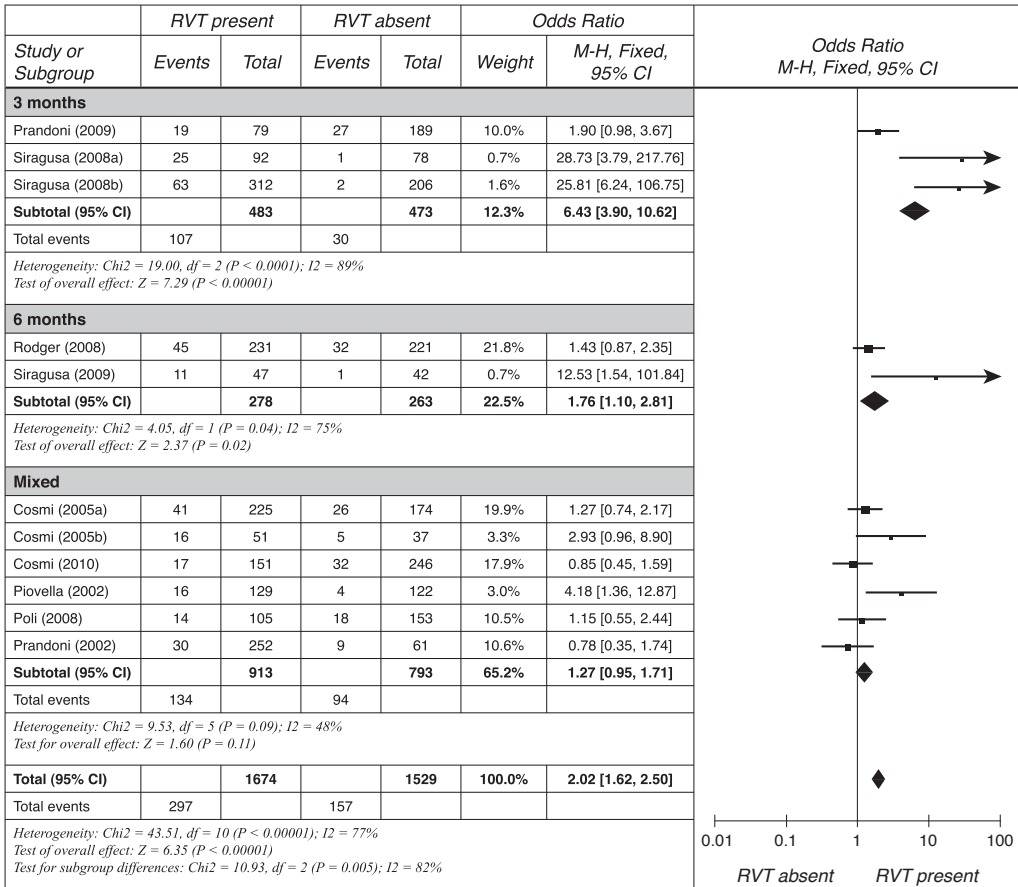 RVT present RVT absent Odds Ratio
Study or Subgroup Events Total Events Total Weight M-H, Fixed, 95% CI
Odds Ratio
M-H, Fixed, 95% CI
3 months
Prandoni (2009) 19 79 27 189 10.0% 1.90 [0.98, 3.67]
Siragusa (2008a) 25 92 1 78 0.7% 28.73 [3.79, 217.76]
Siragusa (2008b) 63 312 2 206 1.6% 25.81 [6.24, 106.75]
Subtotal (95% CI) 483 473 12.3% 6.43 [3.90, 10.62]
Total events 107 30
Heterogeneity: Chi2 = 19.00, df = 2 (P < 0.0001); I2 = 89%
Test of overall effect: Z = 7.29 (P < 0.00001)
6 months
Rodger (2008) 45 231 32 221 21.8% 1.43 [0.87, 2.35]
Siragusa (2009) 11 47 1 42 0.7% 12.53 [1.54, 101.84]
Subtotal (95% CI) 278 263 22.5% 1.76 [1.10, 2.81]
Heterogeneity: Chi2 = 4.05, df = 1 (P = 0.04); I2 = 75%
Test of overall effect: Z = 2.37 (P = 0.02)
Mixed
Cosmi (2005a) 41 225 26 174 19.9% 1.27 [0.74, 2.17]
Cosmi (2005b) 16 51 5 37 3.3% 2.93 [0.96, 8.90]
Cosmi (2010) 17 151 32 246 17.9% 0.85 [0.45, 1.59]
Piovella (2002) 16 129 4 122 3.0% 4.18 [1.36, 12.87]
Poli (2008) 14 105 18 153 10.5% 1.15 [0.55, 2.44]
Prandoni (2002) 30 252 9 61 10.6% 0.78 [0.35, 1.74]
Subtotal (95% CI) 913 793 65.2% 1.27 [0.95, 1.71]
Total events 134 94
Heterogeneity: Chi2 = 9.53, df = 5 (P = 0.09); I2 = 48%
Test for overall effect: Z = 1.60 (P = 0.11)
Total (95% CI) 1674 1529 100.0% 2.02 [1.62, 2.50]
Total events 297 157
Heterogeneity: Chi2 = 43.51, df = 10 (P < 0.00001); I2 = 77%
Test of overall effect: Z = 6.35 (P < 0.00001)
Test for subgroup differences: Chi2 = 10.93, df = 2 (P = 0.005); I2 = 82%
0.01 0.1 1 10 100
RVT absent RVT present